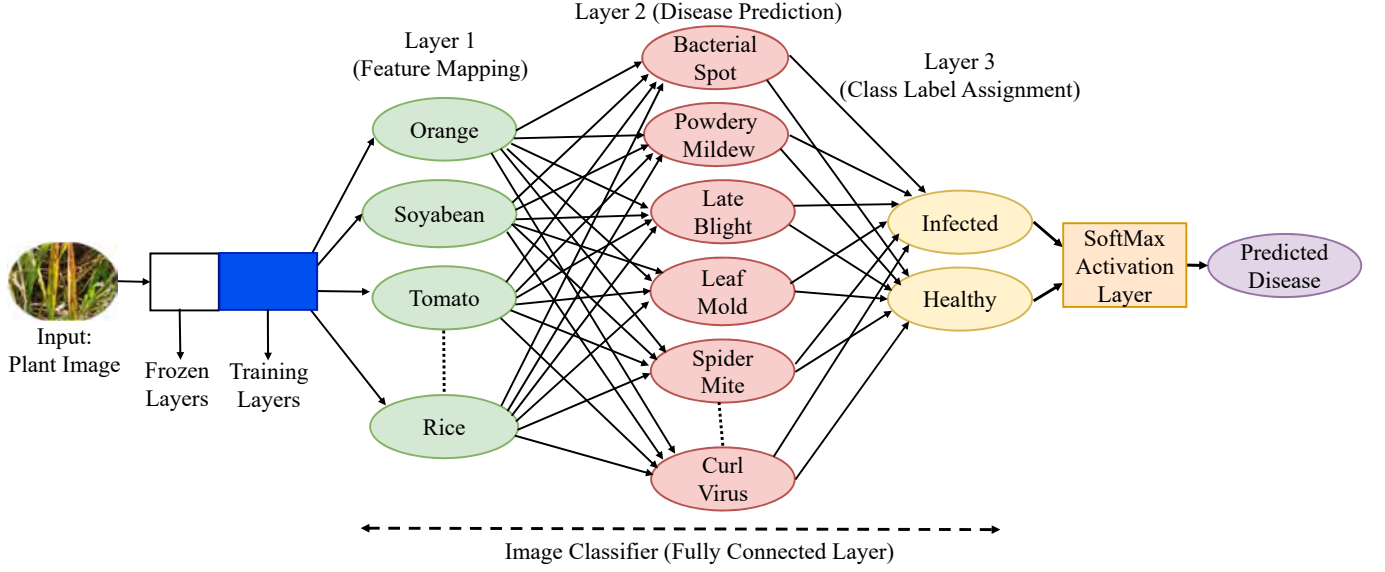 Layer 2 (Disease Prediction)
Layer 1
(Feature Mapping)
Layer 3
(Class Label Assignment)
Input:
Plant Image
Frozen
Layers
Training
Layers
Orange
Soyabean
Tomato
Rice
Bacterial
Spot
Powdery
Mildew
Late
Blight
Leaf
Mold
Spider
Mite
Curl
Virus
Infected
Healthy
SoftMax
Activation
Layer
Predicted
Disease
Image Classifier (Fully Connected Layer)